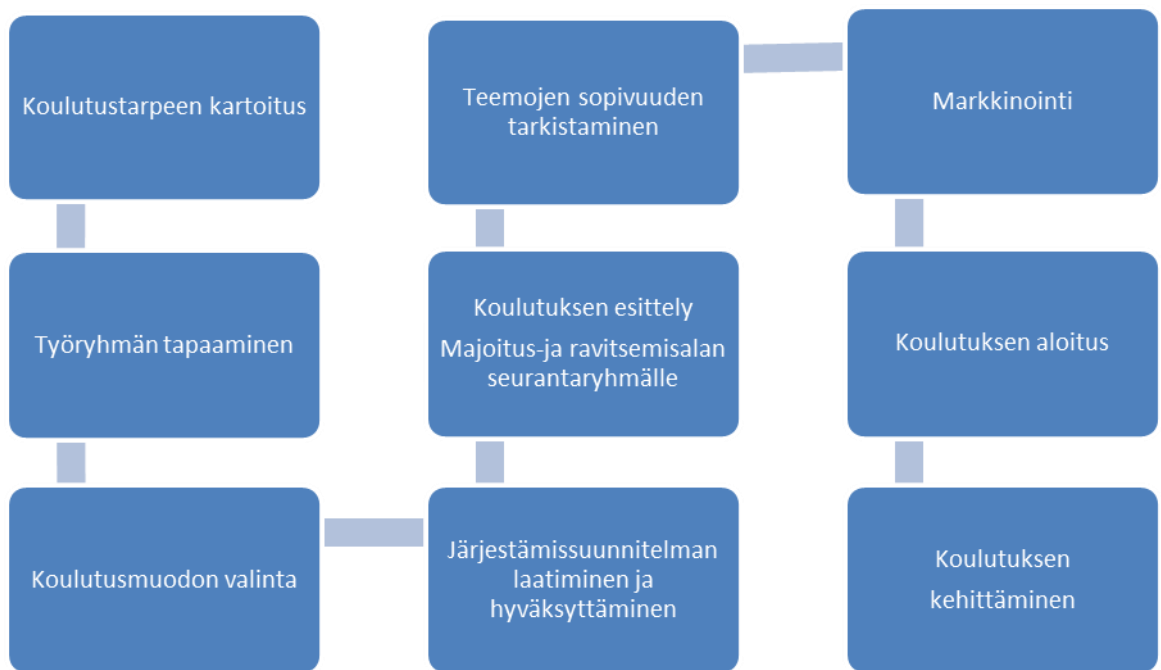 Koulutustarpeen kartoitus
Työryhmän tapaaminen
Koulutusmuodon valinta
Järjestämissuunnitelman
laatiminen ja
hyväksyttäminen
Koulutuksen esittely
Majoitus-ja ravitsemisalan
seurantaryhmälle
Teemojen sopivuuden
tarkistaminen
Markkinointi
Koulutuksen aloitus
Koulutuksen
kehittäminen